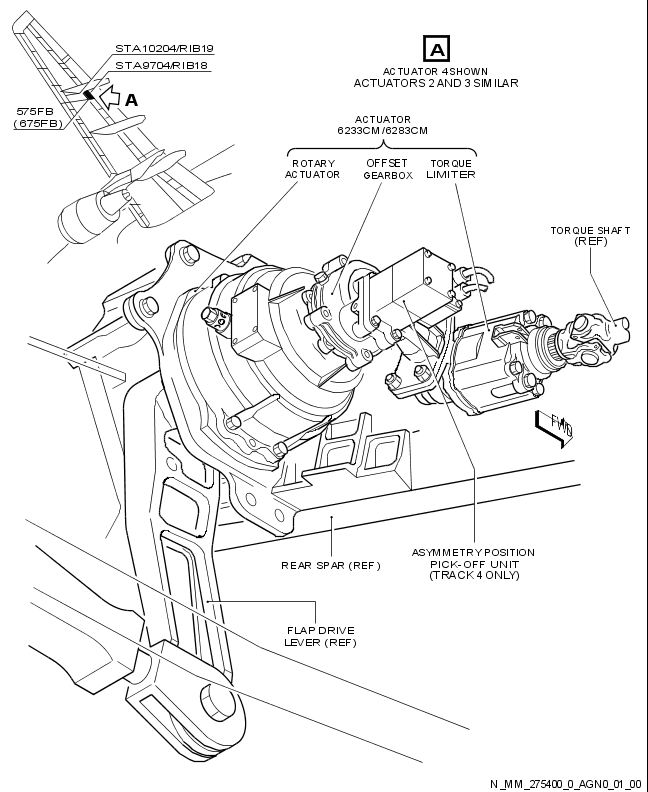 STA10204/RIB19
STA9704/RIB18
A
575FB
(675FB)
A
ACTUATOR 4 SHOWN
ACTUATORS 2 AND 3 SIMILAR
ACTUATOR
6233CM/6283CM
ROTARY
ACTUATOR
OFFSET
GEARBOX
TORQUE
LIMITER
TORQUE SHAFT
(REF)
FWD
ASYMMETRY POSITION
PICK-OFF UNIT
(TRACK 4 ONLY)
REAR SPAR (REF)
FLAP DRIVE
LEVER (REF)
N_MM_275400_0_AGN0_01_00